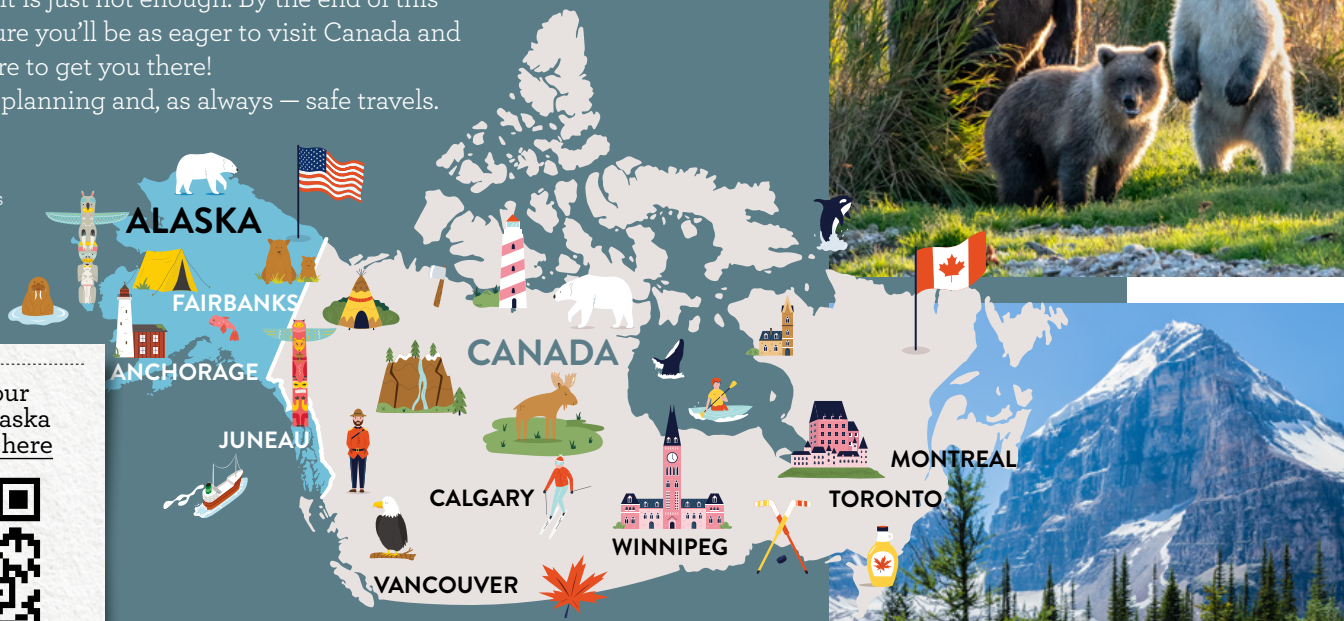 it is just not enough. By the end of this
ure you'll be as eager to visit Canada and
re to get you there!
planning and, as always — safe travels.
s
ALASKA
FAIRBANKS
ANCHORAGE
JUNEAU
our
aska
here
CANADA
CALGARY
WINNIPEG
VANCOUVER
MONTREAL
TORONTO